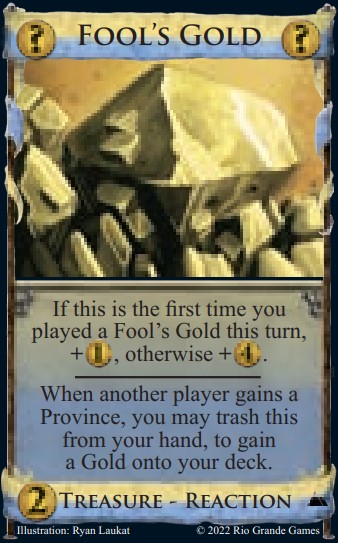 ? FOOL'S GOLD ?
If this is the first time you
played a Fool's Gold this turn,
+1, otherwise +4.
When another player gains a
Province, you may trash this
from your hand, to gain
a Gold onto your deck.
2 TREASURE - REACTION
Illustration: Ryan Laukat © 2022 Rio Grande Games